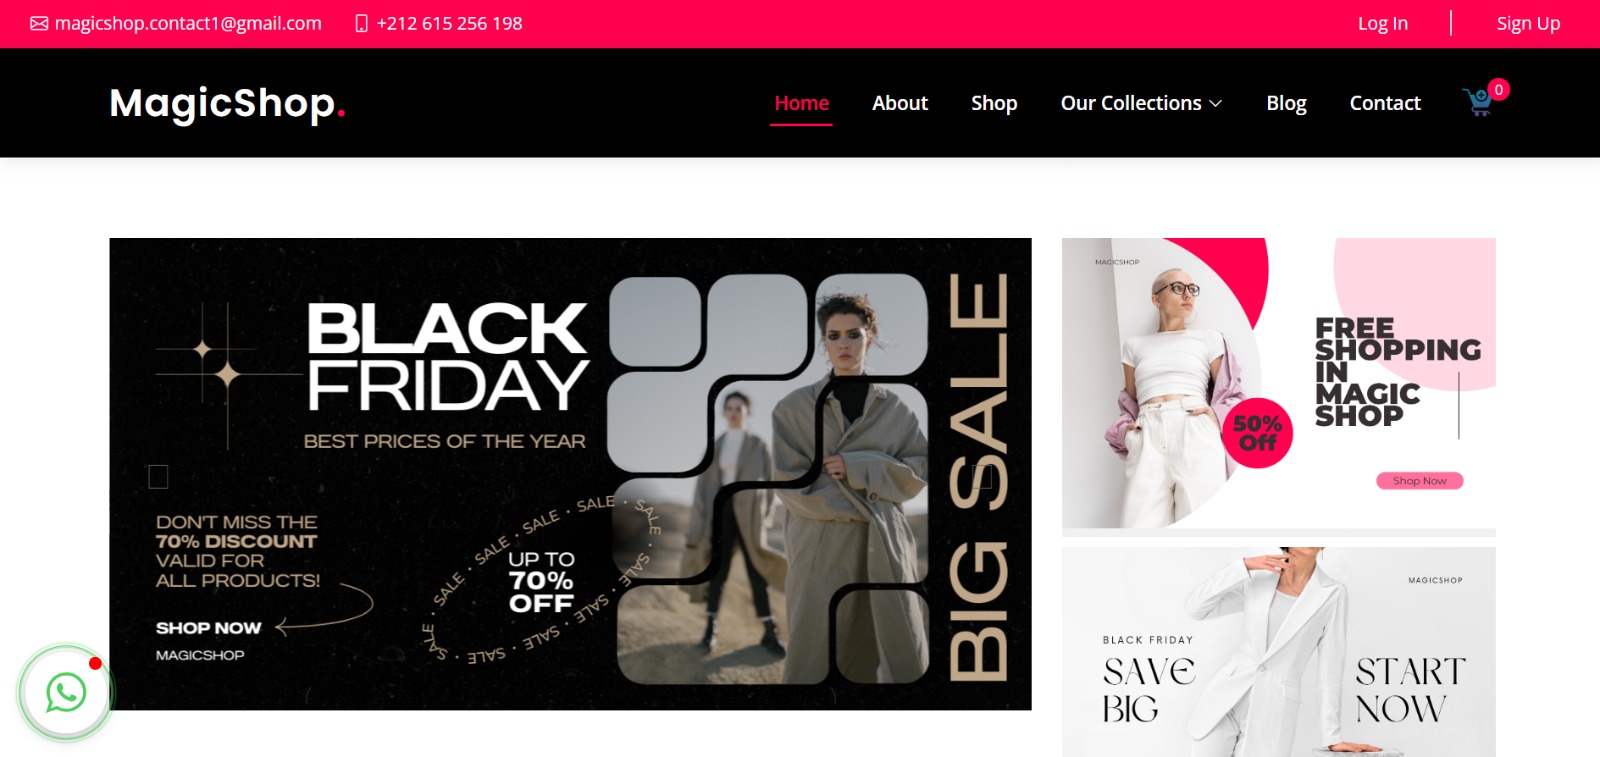 magicshop.contact1@gmail.com
+212 615 256 198
Log In
Sign Up
MagicShop.
Home
About
Shop
Our Collections
Blog
Contact
0
BLACK
FRIDAY
BEST PRICES OF THE YEAR
DON'T MISS THE
70% DISCOUNT
VALID FOR
ALL PRODUCTS!
SHOP NOW
MAGICSHOP
SALE · SALE · SALE · SALE · SALE · SALE · SALE · SALE · SALE · SALE ·
UP TO
70%
OFF
BIG SALE
MAGICSHOP
50%
Off
FREE
SHOPPING
IN
MAGIC
SHOP
Shop Now
MAGICSHOP
BLACK FRIDAY
SAVE
BIG
START
NOW